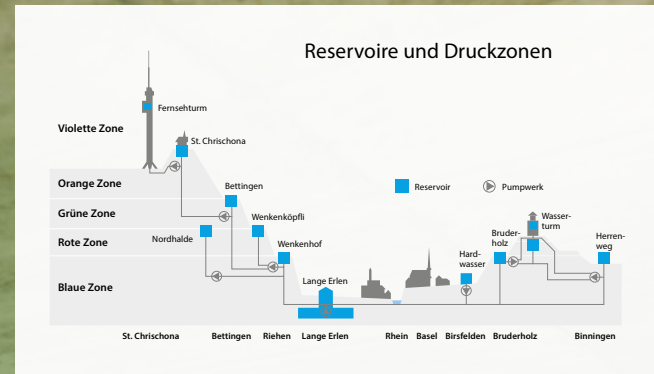 Reservoire und Druckzonen
Fernsehturm
Violette Zone
St. Chrischona
Orange Zone
Bettingen
Reservoir
Pumpwerk
Grüne Zone
Wenkenköpfli
Wasser-
turm
Bruder-
holz
Herren-
weg
Rote Zone
Nordhalde
Wenkenhof
Hard-
wasser
Lange Erlen
Blaue Zone
St. Chrischona
Bettingen
Riehen
Lange Erlen
Rhein
Basel
Birsfelden
Bruderholz
Binningen